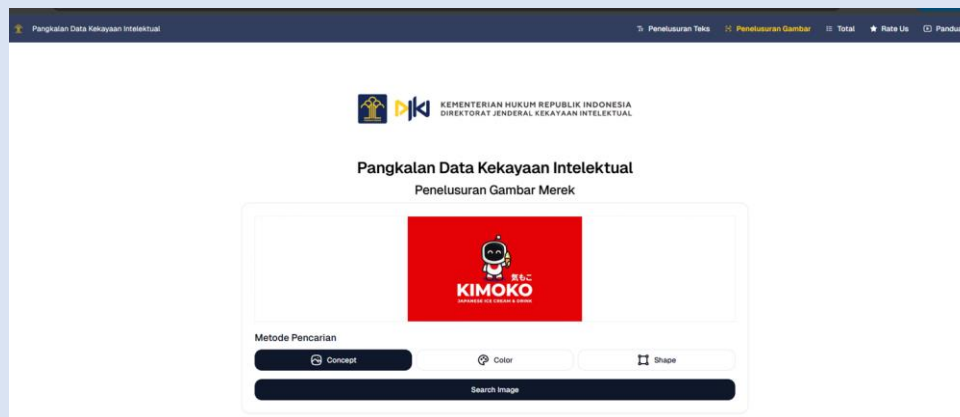 Pangkalan Data Kekayaan Intelektual
Penelusuran Teks
Penelusuran Gambar
Total
Rate Us
Pandua
KEMENTERIAN HUKUM REPUBLIK INDONESIA
DIREKTORAT JENDERAL KEKAYAAN INTELEKTUAL
Pangkalan Data Kekayaan Intelektual
Penelusuran Gambar Merek
気もこ
KIMOKO
JAPANESE ICE CREAM & DRINK
Metode Pencarian
Concept
Color
Shape
Search Image